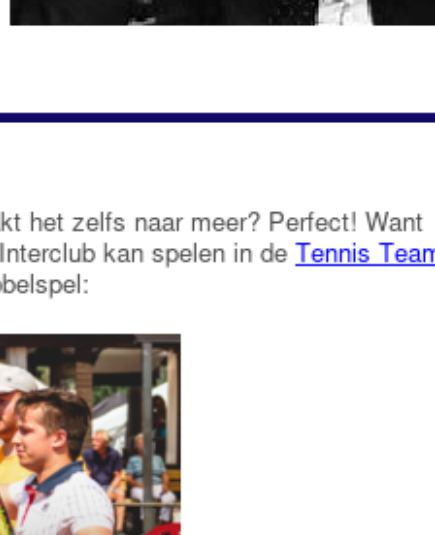 kt het zelfs naar meer? Perfect! Want
Interclub kan spelen in de Tennis Team
belspel: